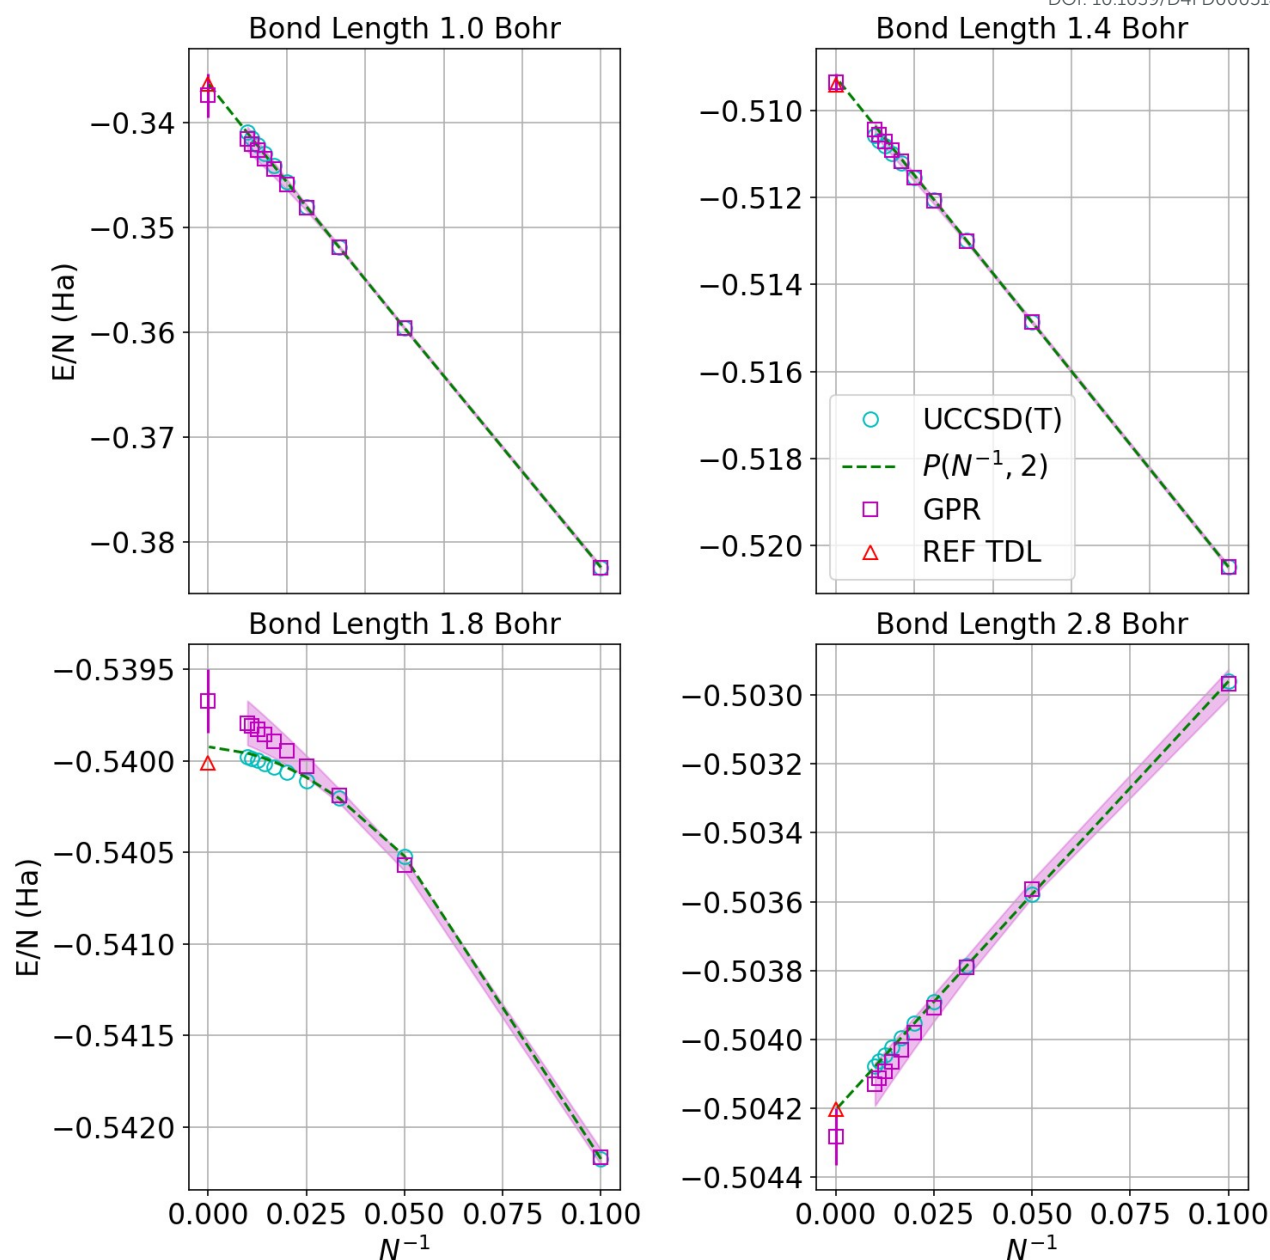 Bond Length 1.0 Bohr
E/N (Ha)
−0.34
−0.35
−0.36
−0.37
−0.38
Bond Length 1.4 Bohr
−0.510
−0.512
−0.514
−0.516
−0.518
−0.520
UCCSD(T)
P(N⁻¹, 2)
GPR
REF TDL
Bond Length 1.8 Bohr
E/N (Ha)
−0.5395
−0.5400
−0.5405
−0.5410
−0.5415
−0.5420
0.000 0.025 0.050 0.075 0.100
N⁻¹
Bond Length 2.8 Bohr
−0.5030
−0.5032
−0.5034
−0.5036
−0.5038
−0.5040
−0.5042
−0.5044
0.000 0.025 0.050 0.075 0.100
N⁻¹